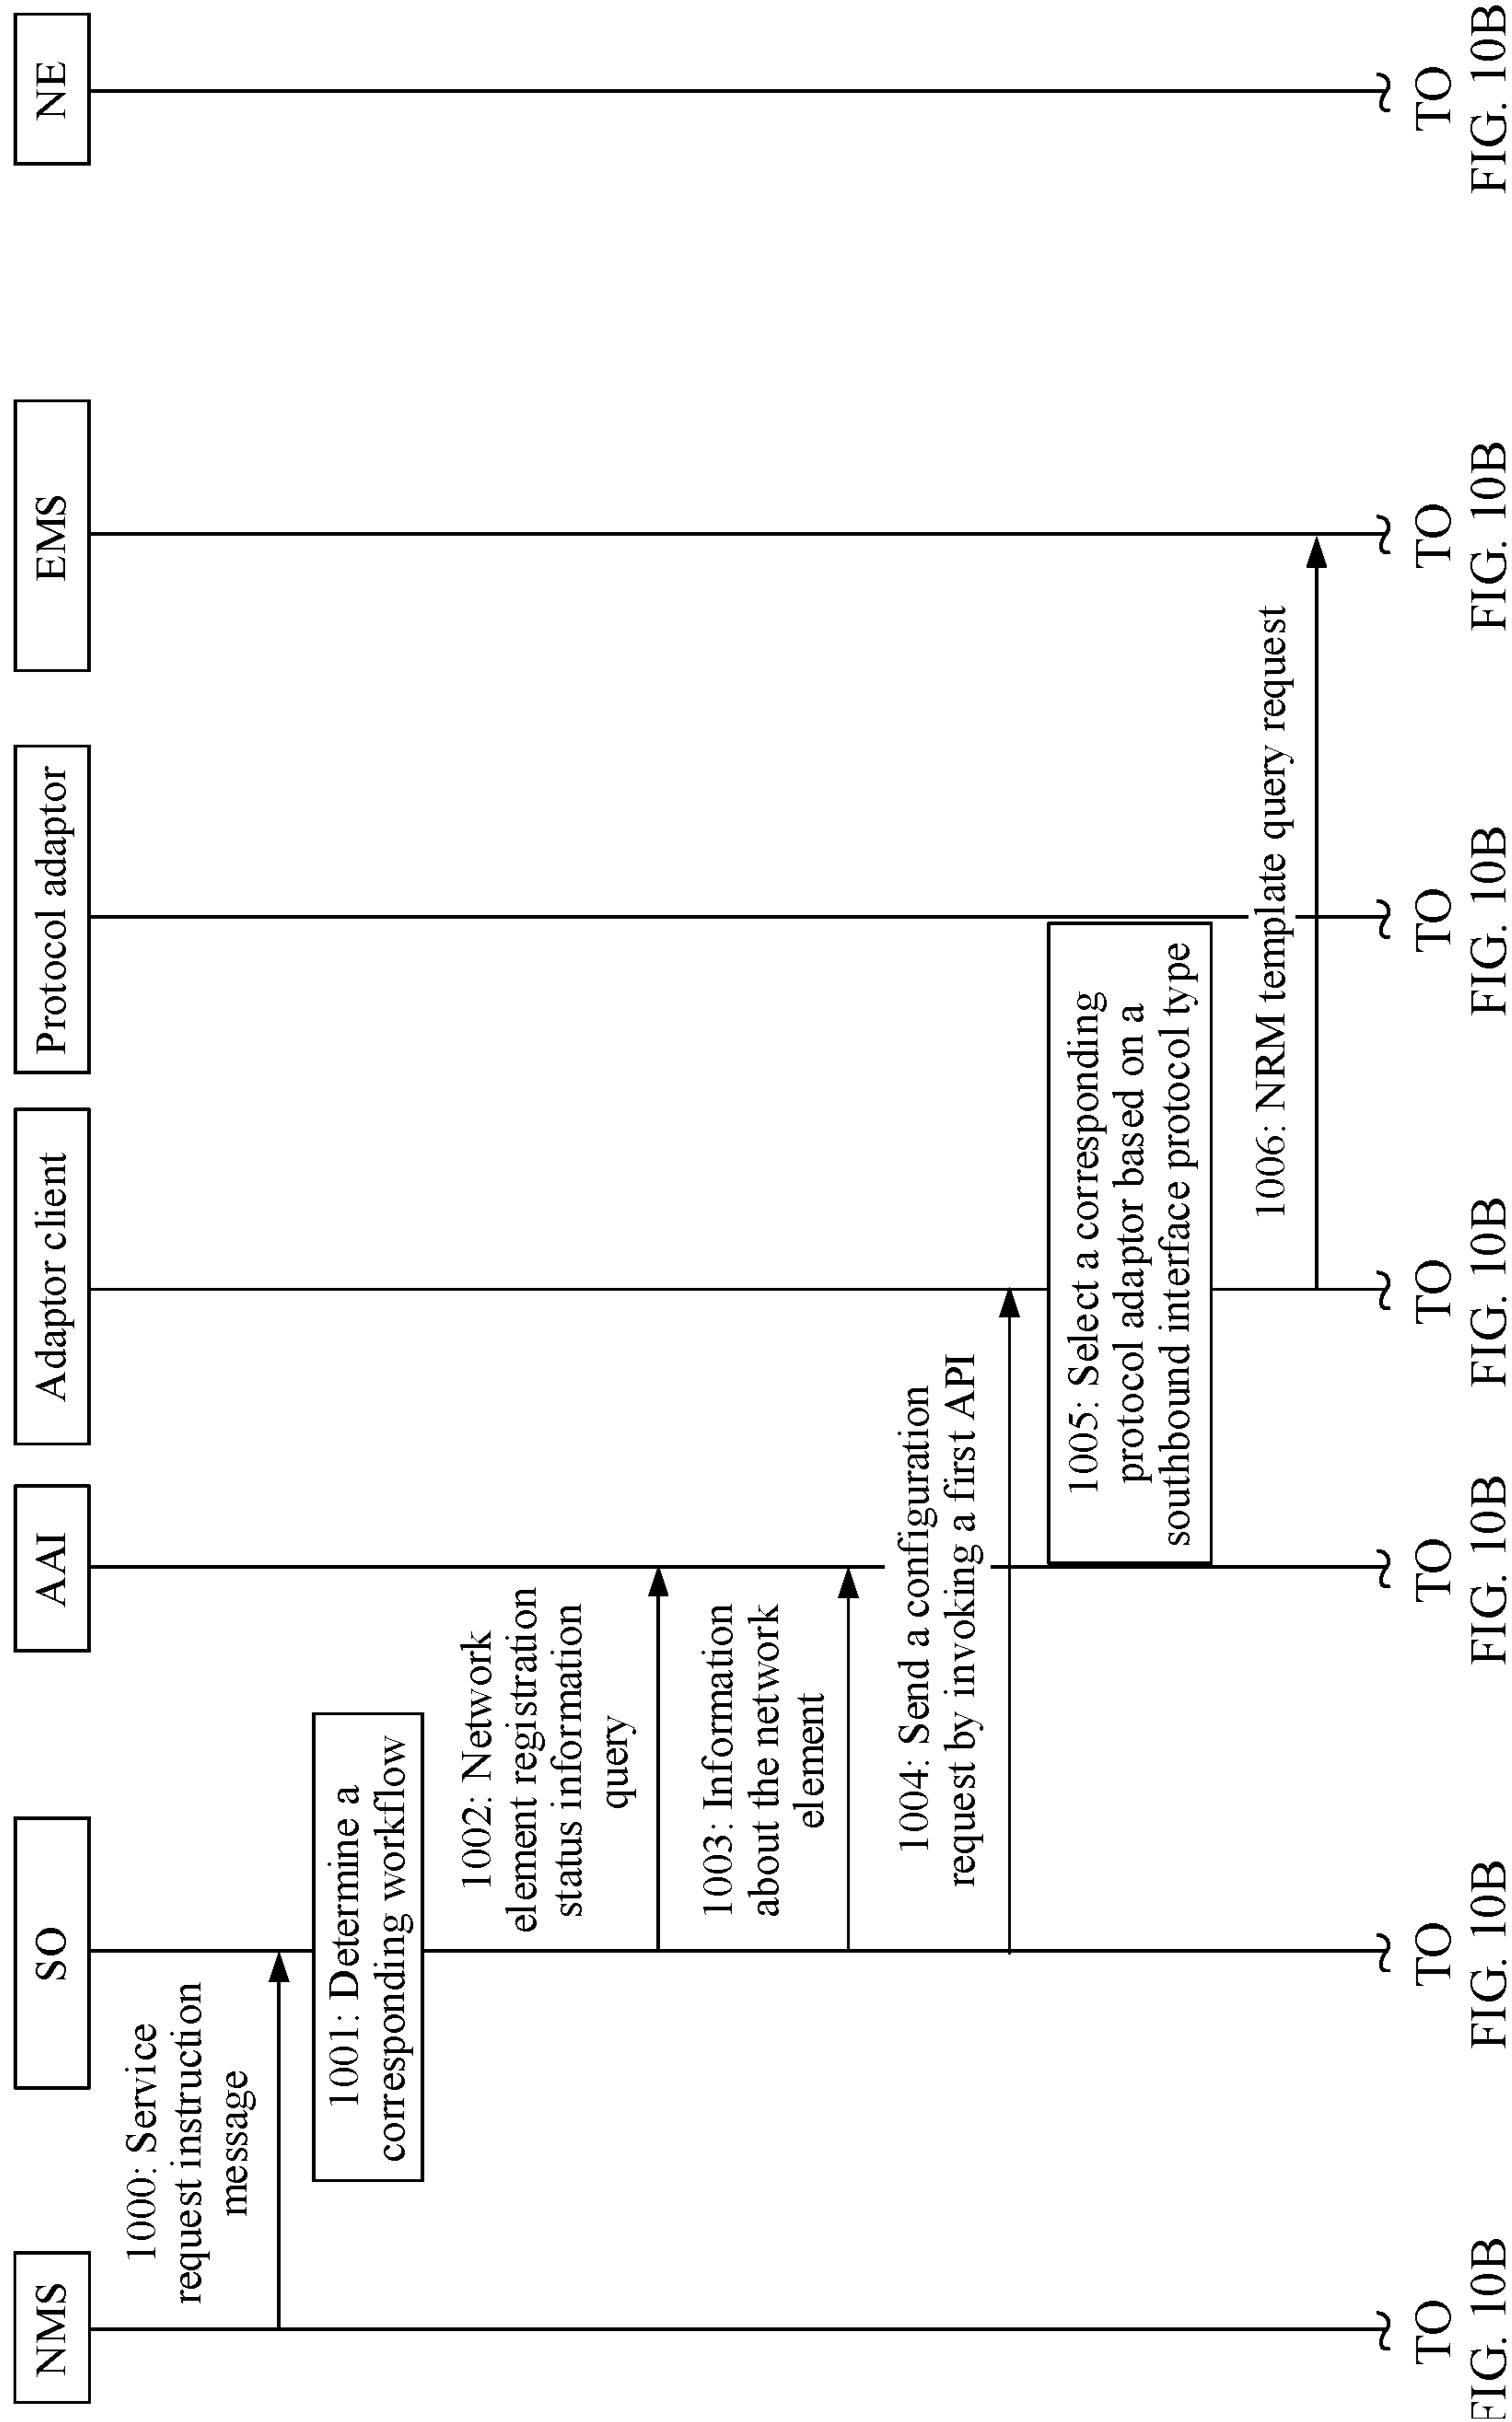 NMS
SO
AAI
Adaptor client
Protocol adaptor
EMS
NE
1000: Service
request instruction
message
1001: Determine a
corresponding workflow
1002: Network
element registration
status information
query
1003: Information
about the network
element
1004: Send a configuration
request by invoking a first API
1005: Select a corresponding
protocol adaptor based on a
southbound interface protocol type
1006: NRM template query request
TO
FIG. 10B
TO
FIG. 10B
TO
FIG. 10B
TO
FIG. 10B
TO
FIG. 10B
TO
FIG. 10B
TO
FIG. 10B